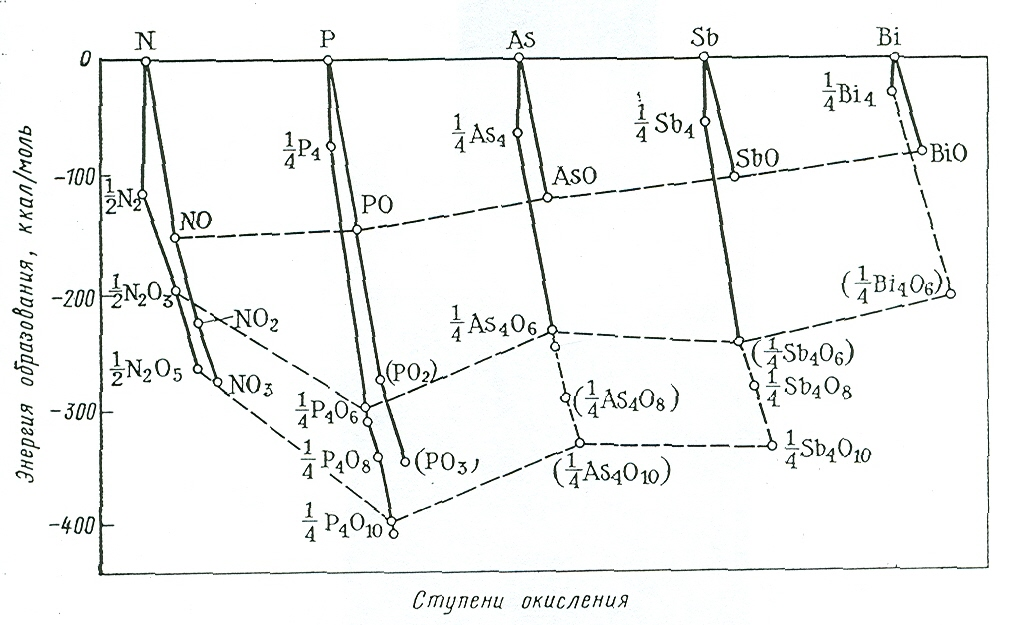 N P As Sb Bi
0
1/4Bi4
1/4P4 1/4As4 1/4Sb4
BiO
SbO
-100
AsO
1/2N2
PO
NO
-200
1/2N2O3
(1/4Bi4O6)
NO2
1/4As4O6
(1/4Sb4O6)
1/2N2O5
NO3
(PO2)
1/4Sb4O8
-300
1/4P4O6
(1/4As4O8)
1/4P4O8
(PO3)
1/4Sb4O10
(1/4As4O10)
-400
1/4P4O10
Энергия образования, ккал/моль
Ступени окисления